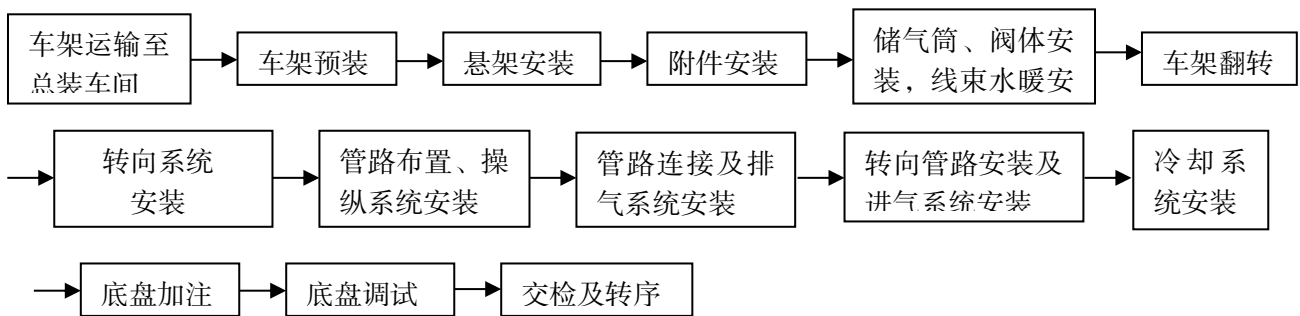 车架运输至
总装车间
车架预装
悬架安装
附件安装
储气筒、阀体安
装，线束水暖安
车架翻转
转向系统
安装
管路布置、操
纵系统安装
管路连接及排
气系统安装
转向管路安装及
进气系统安装
冷却系
统安装
底盘加注
底盘调试
交检及转序